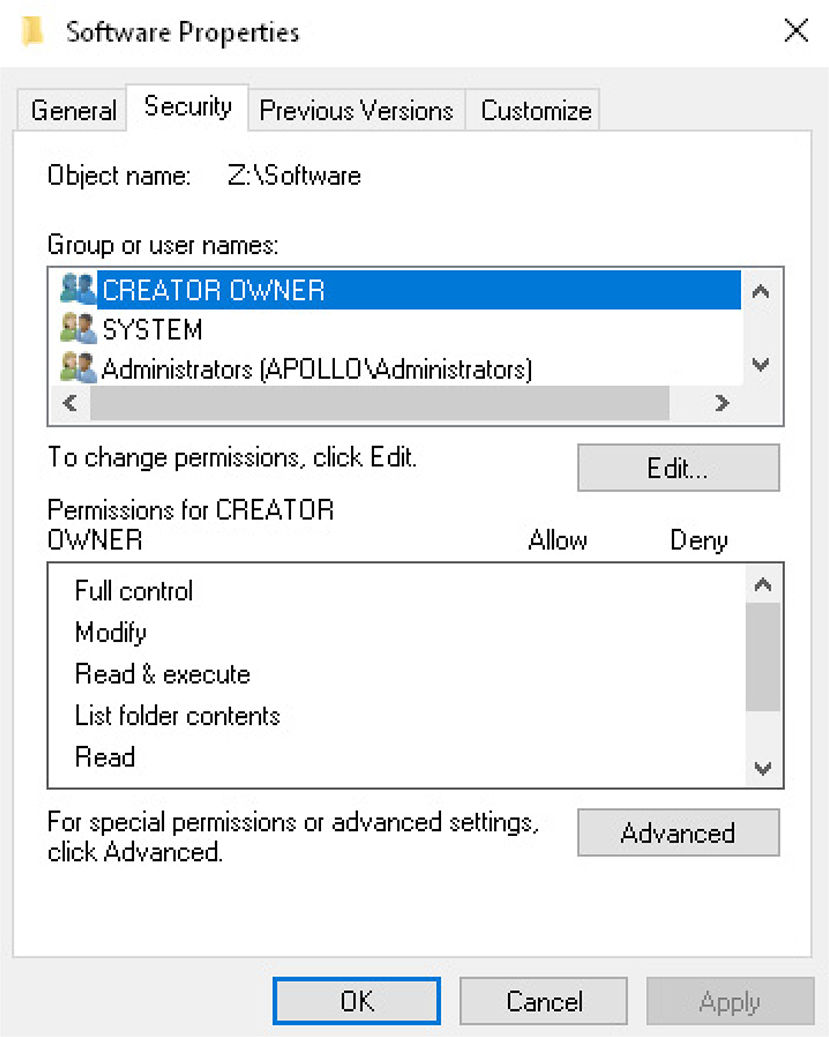 Software Properties
General Security Previous Versions Customize
Object name: Z:\Software
Group or user names:
CREATOR OWNER
SYSTEM
Administrators (APOLLO\Administrators)
To change permissions, click Edit.
Edit...
Permissions for CREATOR
OWNER Allow Deny
Full control
Modify
Read & execute
List folder contents
Read
For special permissions or advanced settings,
click Advanced.
Advanced
OK Cancel Apply